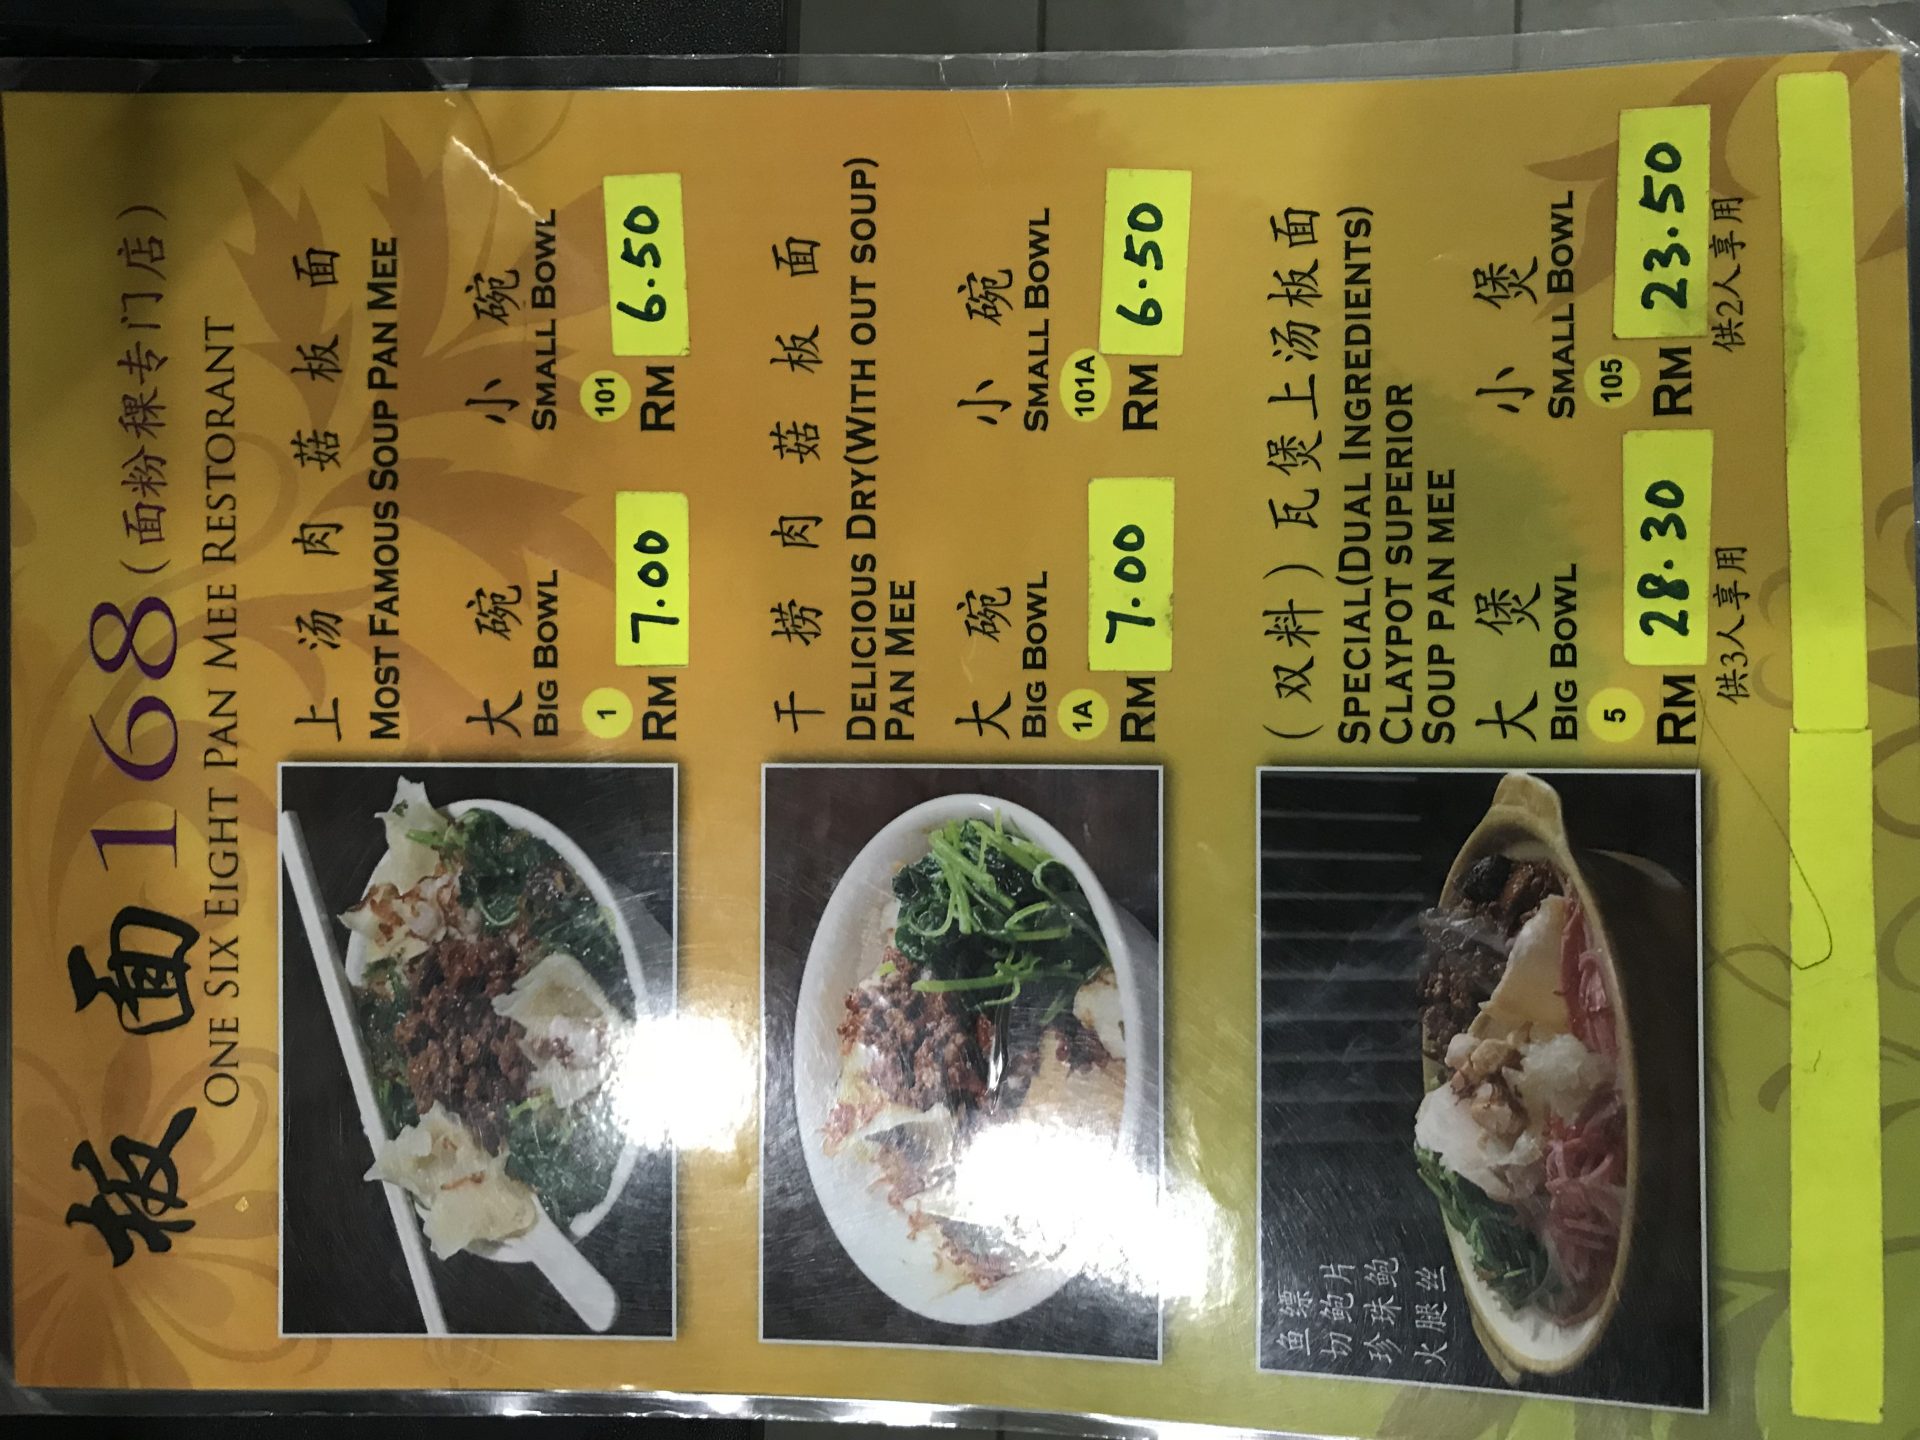 板面168(面粉稞专门店)
ONE SIX EIGHT PAN MEE RESTORANT
上汤肉菇板面
MOST FAMOUS SOUP PAN MEE
大碗 小碗
BIG BOWL SMALL BOWL
1 101
RM 7.00 RM 6.50
干捞肉菇板面
DELICIOUS DRY(WITH OUT SOUP)
PAN MEE
大碗 小碗
BIG BOWL SMALL BOWL
1A 101A
RM 7.00 RM 6.50
鱼鳔
切鲍片
珍珠鲍
火腿丝
(双料)瓦煲上汤板面
SPECIAL(DUAL INGREDIENTS)
CLAYPOT SUPERIOR
SOUP PAN MEE
大煲 小煲
BIG BOWL SMALL BOWL
5 105
RM 28.30 RM 23.50
供3人享用 供2人享用